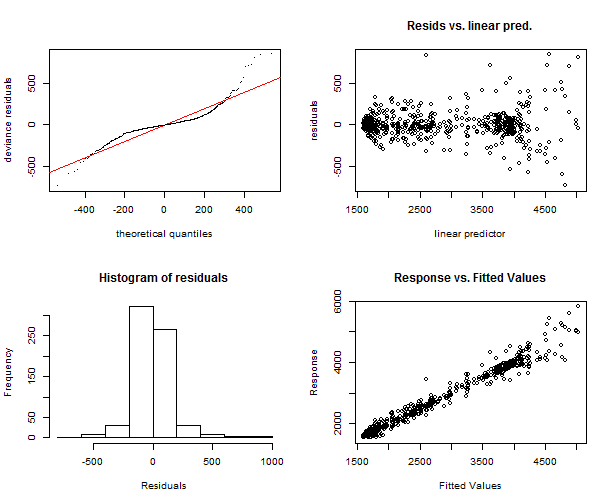 Resids vs. linear pred.
deviance residuals
-500 0 500
-400 -200 0 200 400
theoretical quantiles
residuals
-500 0 500
1500 2500 3500 4500
linear predictor
Histogram of residuals
Frequency
0 50 150 250
-500 0 500 1000
Residuals
Response vs. Fitted Values
Response
2000 4000 6000
1500 2500 3500 4500
Fitted Values